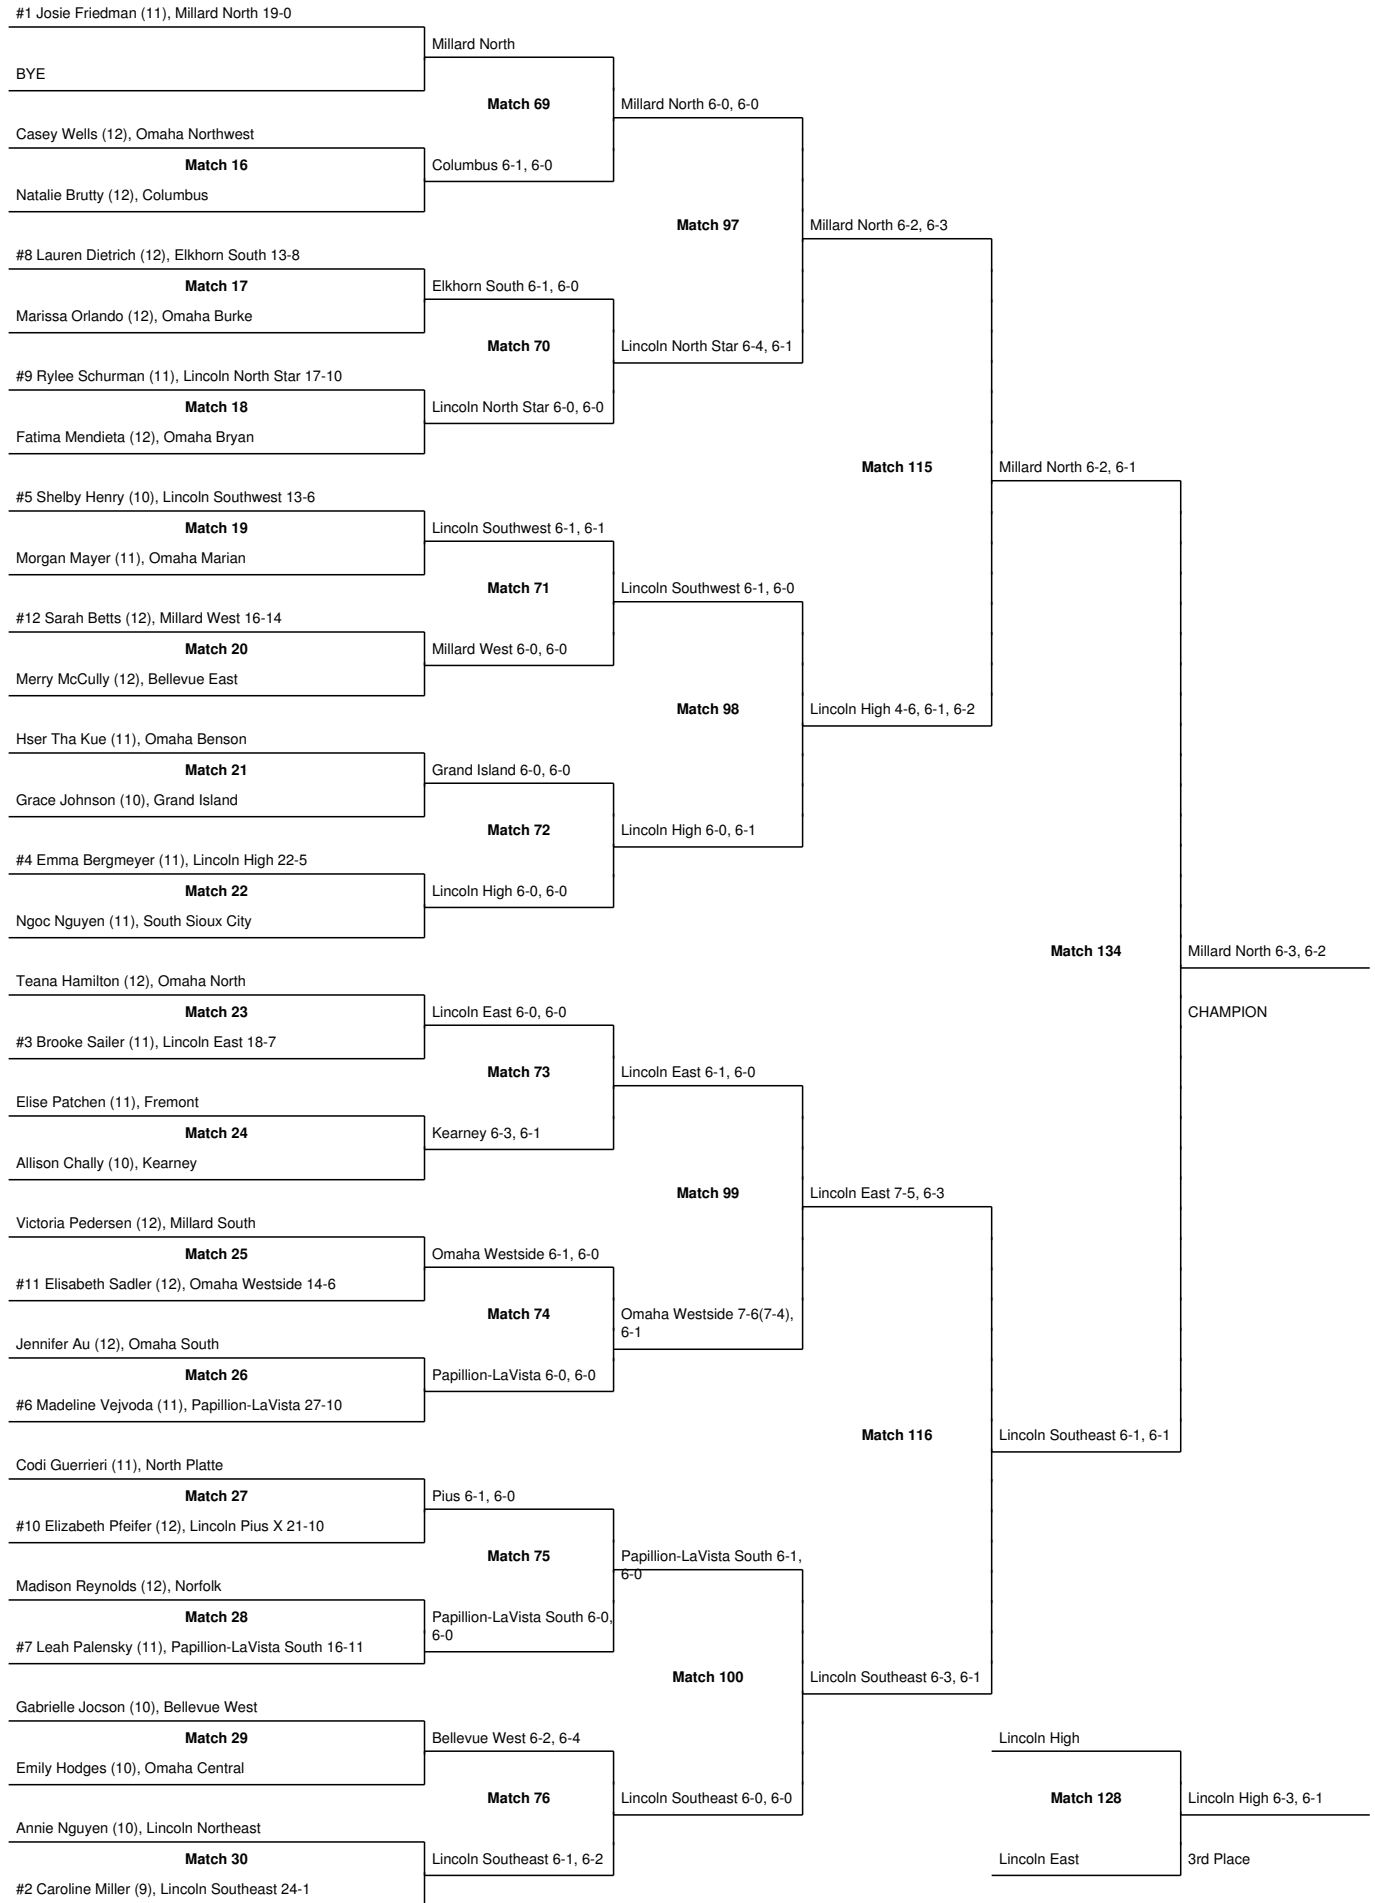 #1 Josie Friedman (11), Millard North 19-0
Millard North
BYE
Match 69
Millard North 6-0, 6-0
Casey Wells (12), Omaha Northwest
Match 16
Columbus 6-1, 6-0
Natalie Brutty (12), Columbus
Match 97
Millard North 6-2, 6-3
#8 Lauren Dietrich (12), Elkhorn South 13-8
Match 17
Elkhorn South 6-1, 6-0
Marissa Orlando (12), Omaha Burke
Match 70
Lincoln North Star 6-4, 6-1
#9 Rylee Schurman (11), Lincoln North Star 17-10
Match 18
Lincoln North Star 6-0, 6-0
Fatima Mendieta (12), Omaha Bryan
Match 115
Millard North 6-2, 6-1
#5 Shelby Henry (10), Lincoln Southwest 13-6
Match 19
Lincoln Southwest 6-1, 6-1
Morgan Mayer (11), Omaha Marian
Match 71
Lincoln Southwest 6-1, 6-0
#12 Sarah Betts (12), Millard West 16-14
Match 20
Millard West 6-0, 6-0
Merry McCully (12), Bellevue East
Match 98
Lincoln High 4-6, 6-1, 6-2
Hser Tha Kue (11), Omaha Benson
Match 21
Grand Island 6-0, 6-0
Grace Johnson (10), Grand Island
Match 72
Lincoln High 6-0, 6-1
#4 Emma Bergmeyer (11), Lincoln High 22-5
Match 22
Lincoln High 6-0, 6-0
Ngoc Nguyen (11), South Sioux City
Match 134
Millard North 6-3, 6-2
Teana Hamilton (12), Omaha North
Match 23
Lincoln East 6-0, 6-0
CHAMPION
#3 Brooke Sailer (11), Lincoln East 18-7
Match 73
Lincoln East 6-1, 6-0
Elise Patchen (11), Fremont
Match 24
Kearney 6-3, 6-1
Allison Chally (10), Kearney
Match 99
Lincoln East 7-5, 6-3
Victoria Pedersen (12), Millard South
Match 25
Omaha Westside 6-1, 6-0
#11 Elisabeth Sadler (12), Omaha Westside 14-6
Match 74
Omaha Westside 7-6(7-4),
6-1
Jennifer Au (12), Omaha South
Match 26
Papillion-LaVista 6-0, 6-0
#6 Madeline Vejvoda (11), Papillion-LaVista 27-10
Match 116
Lincoln Southeast 6-1, 6-1
Codi Guerrieri (11), North Platte
Match 27
Pius 6-1, 6-0
#10 Elizabeth Pfeifer (12), Lincoln Pius X 21-10
Match 75
Papillion-LaVista South 6-1,
6-0
Madison Reynolds (12), Norfolk
Match 28
Papillion-LaVista South 6-0,
6-0
#7 Leah Palensky (11), Papillion-LaVista South 16-11
Match 100
Lincoln Southeast 6-3, 6-1
Gabrielle Jocson (10), Bellevue West
Match 29
Bellevue West 6-2, 6-4
Lincoln High
Emily Hodges (10), Omaha Central
Match 76
Lincoln Southeast 6-0, 6-0
Match 128
Lincoln High 6-3, 6-1
Annie Nguyen (10), Lincoln Northeast
Match 30
Lincoln Southeast 6-1, 6-2
Lincoln East
3rd Place
#2 Caroline Miller (9), Lincoln Southeast 24-1